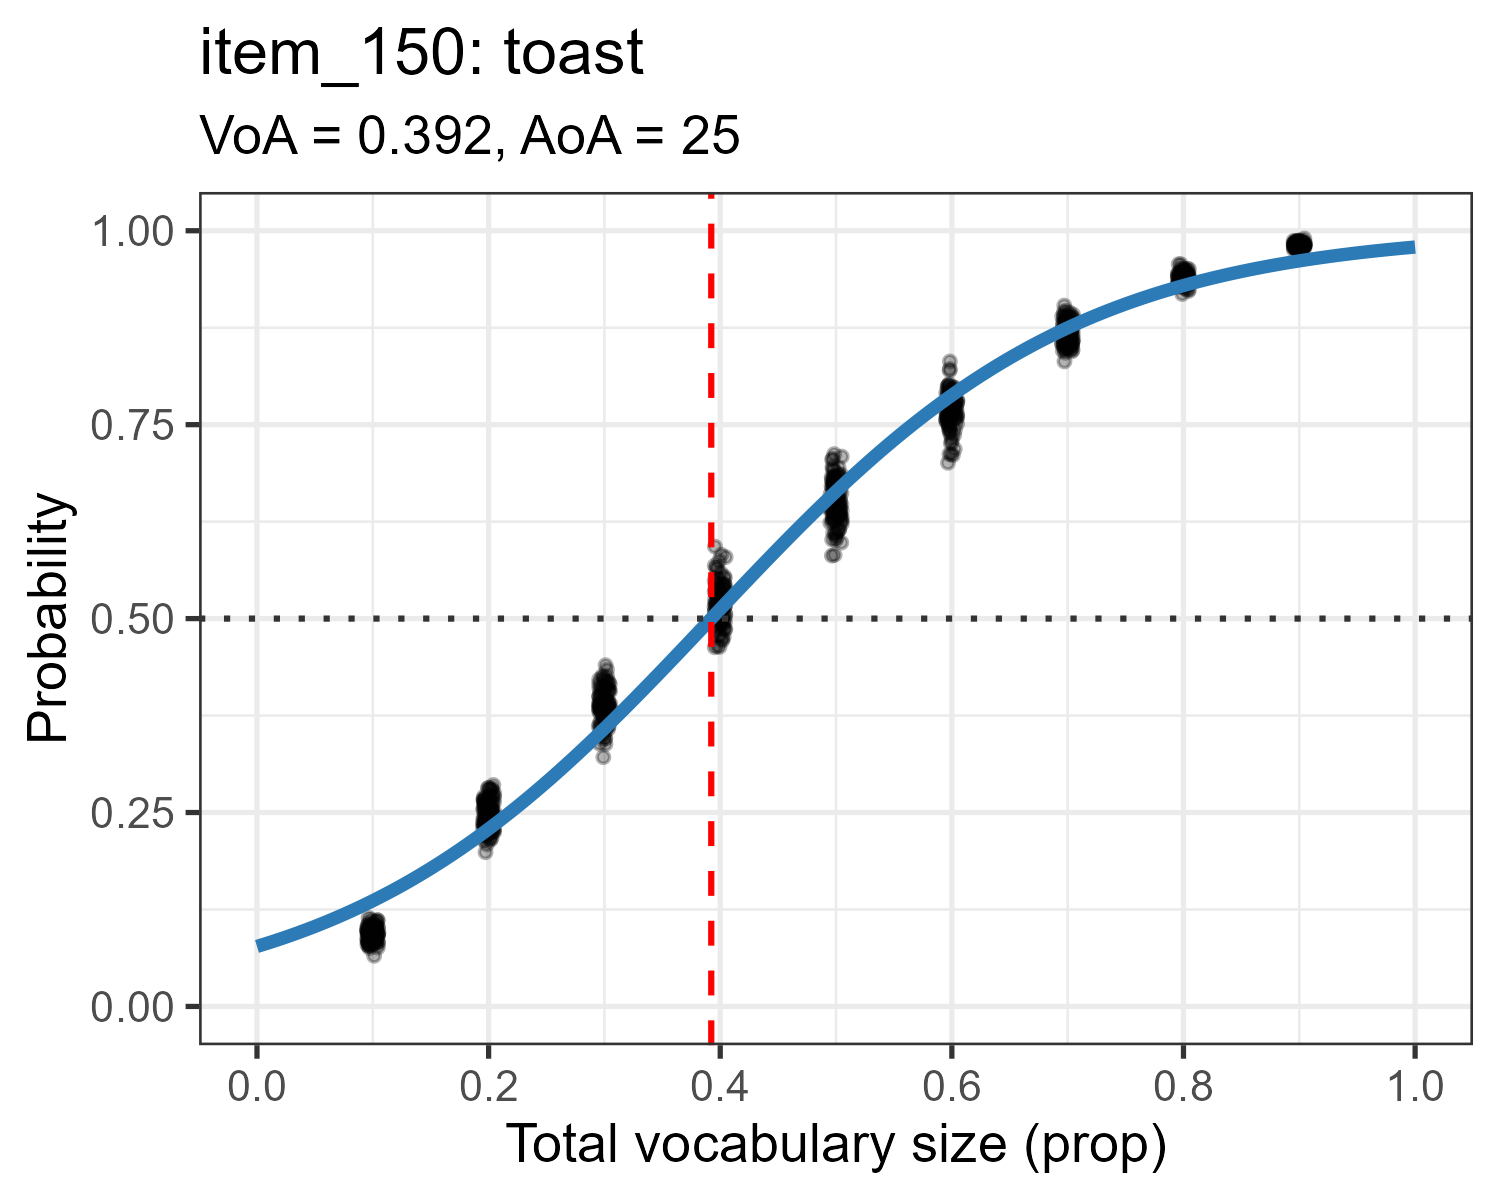 item_150: toast
VoA = 0.392, AoA = 25
1.00
0.75
0.50
0.25
0.00
Probability
0.0 0.2 0.4 0.6 0.8 1.0
Total vocabulary size (prop)